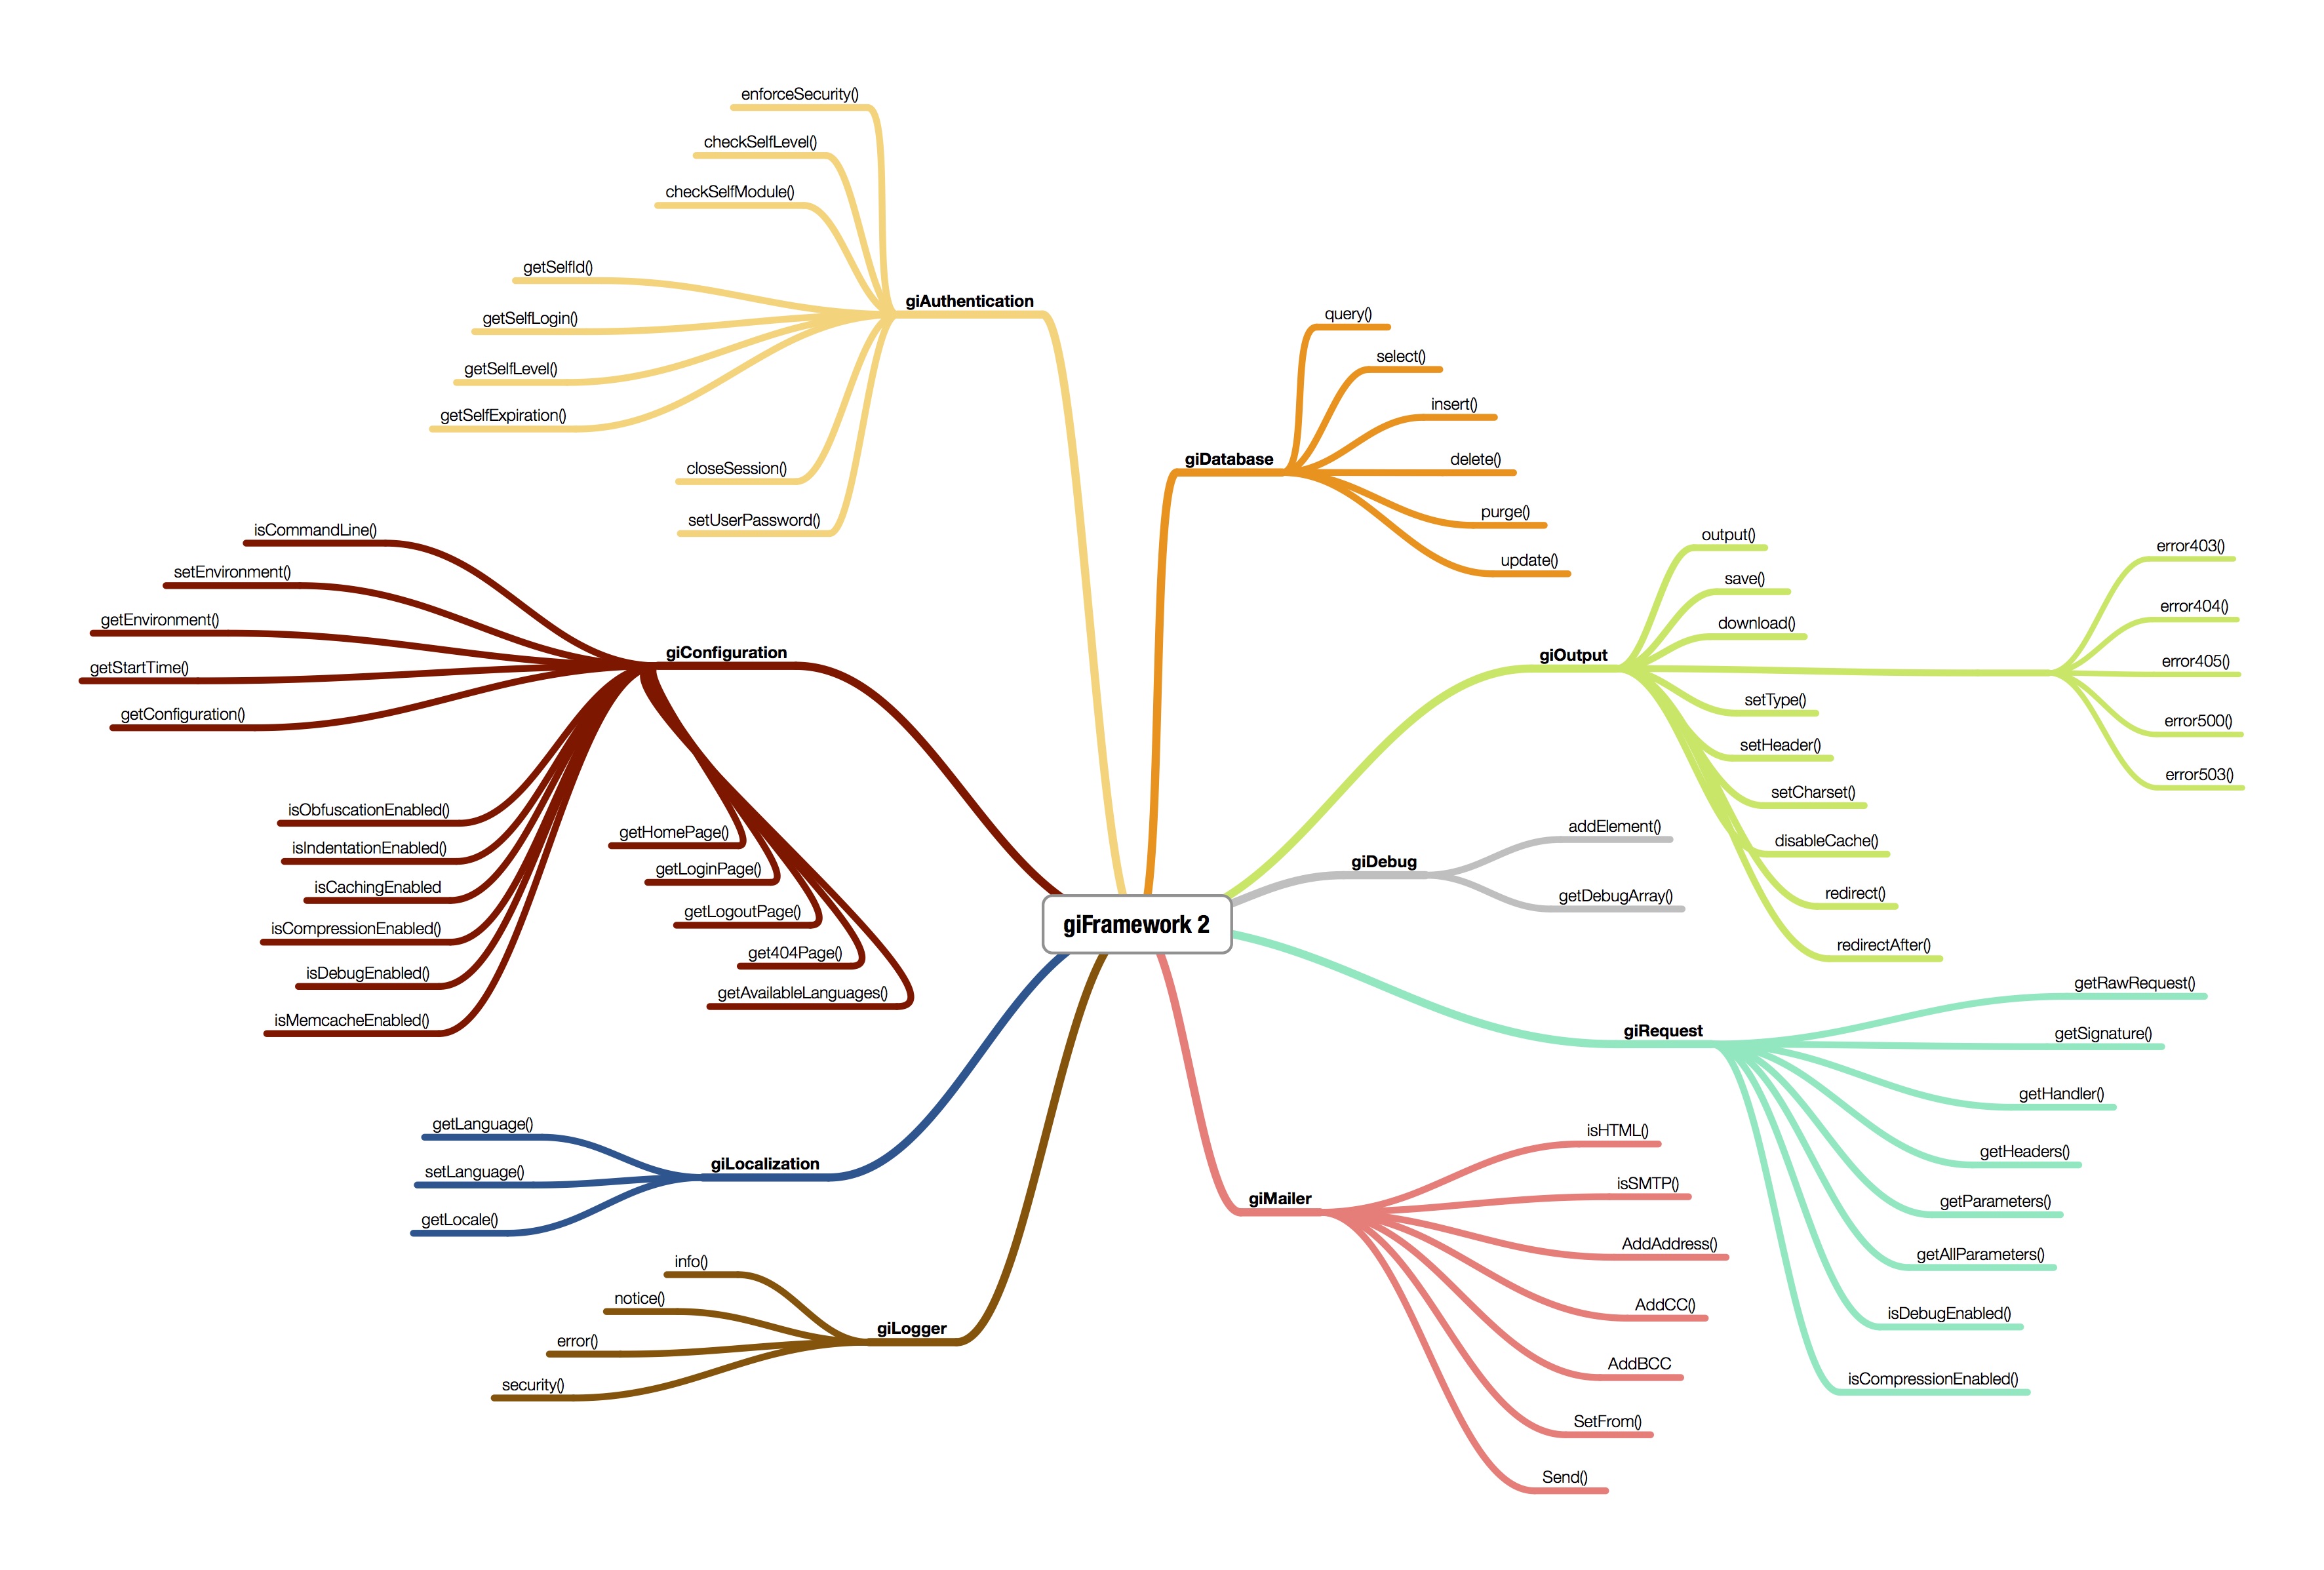 giFramework 2
giAuthentication
enforceSecurity()
checkSelfLevel()
checkSelfModule()
getSelfId()
getSelfLogin()
getSelfLevel()
getSelfExpiration()
closeSession()
setUserPassword()
giConfiguration
isCommandLine()
setEnvironment()
getEnvironment()
getStartTime()
getConfiguration()
isObfuscationEnabled()
isIndentationEnabled()
isCachingEnabled
isCompressionEnabled()
isDebugEnabled()
isMemcacheEnabled()
getHomePage()
getLoginPage()
getLogoutPage()
get404Page()
getAvailableLanguages()
giLocalization
getLanguage()
setLanguage()
getLocale()
giLogger
info()
notice()
error()
security()
giDatabase
query()
select()
insert()
delete()
purge()
update()
giOutput
output()
save()
download()
error403()
error404()
error405()
error500()
error503()
setType()
setHeader()
setCharset()
disableCache()
redirect()
redirectAfter()
giDebug
addElement()
getDebugArray()
giRequest
getRawRequest()
getSignature()
getHandler()
getHeaders()
getParameters()
getAllParameters()
isDebugEnabled()
isCompressionEnabled()
giMailer
isHTML()
isSMTP()
AddAddress()
AddCC()
AddBCC
SetFrom()
Send()